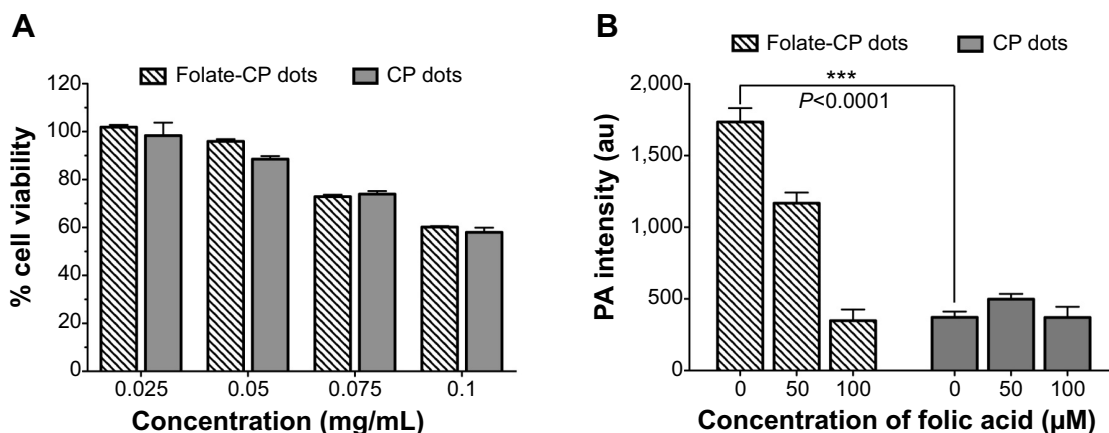 A
Folate-CP dots
CP dots
120
100
80
60
40
20
0
% cell viability
0.025
0.05
0.075
0.1
Concentration (mg/mL)
B
Folate-CP dots
CP dots
***
P<0.0001
2,000
1,500
1,000
500
0
PA intensity (au)
0
50
100
0
50
100
Concentration of folic acid (µM)